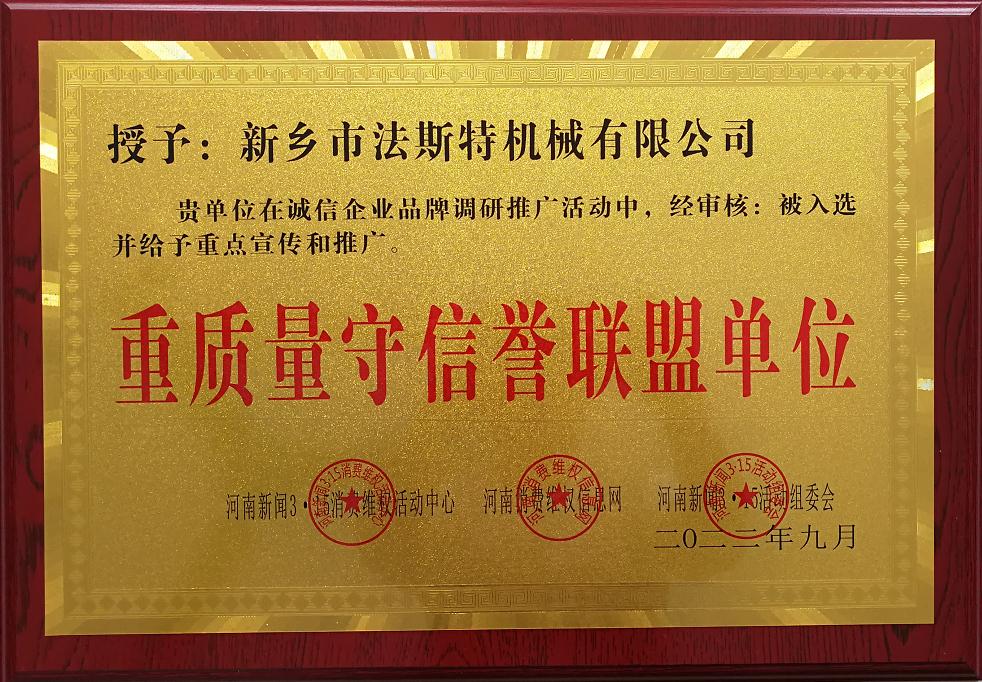 授予：新乡市法斯特机械有限公司
贵单位在诚信企业品牌调研推广活动中，经审核：被入选
并给予重点宣传和推广。
重质量守信誉联盟单位
河南新闻3·15消费维权活动中心 河南消费维权信息网 河南新闻3·15活动组委会
二〇二二年九月